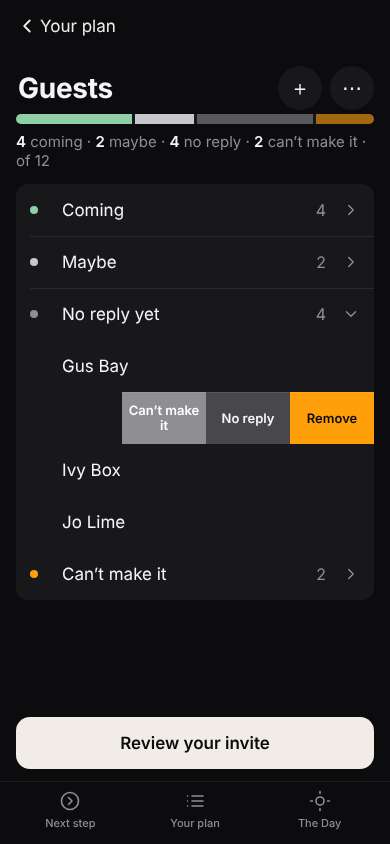 Your plan
Guests
4 coming · 2 maybe · 4 no reply · 2 can’t make it ·
of 12
Coming 4
Maybe 2
No reply yet 4
Gus Bay
Can’t make
it
No reply
Remove
Ivy Box
Jo Lime
Can’t make it 2
Review your invite
Next step
Your plan
The Day